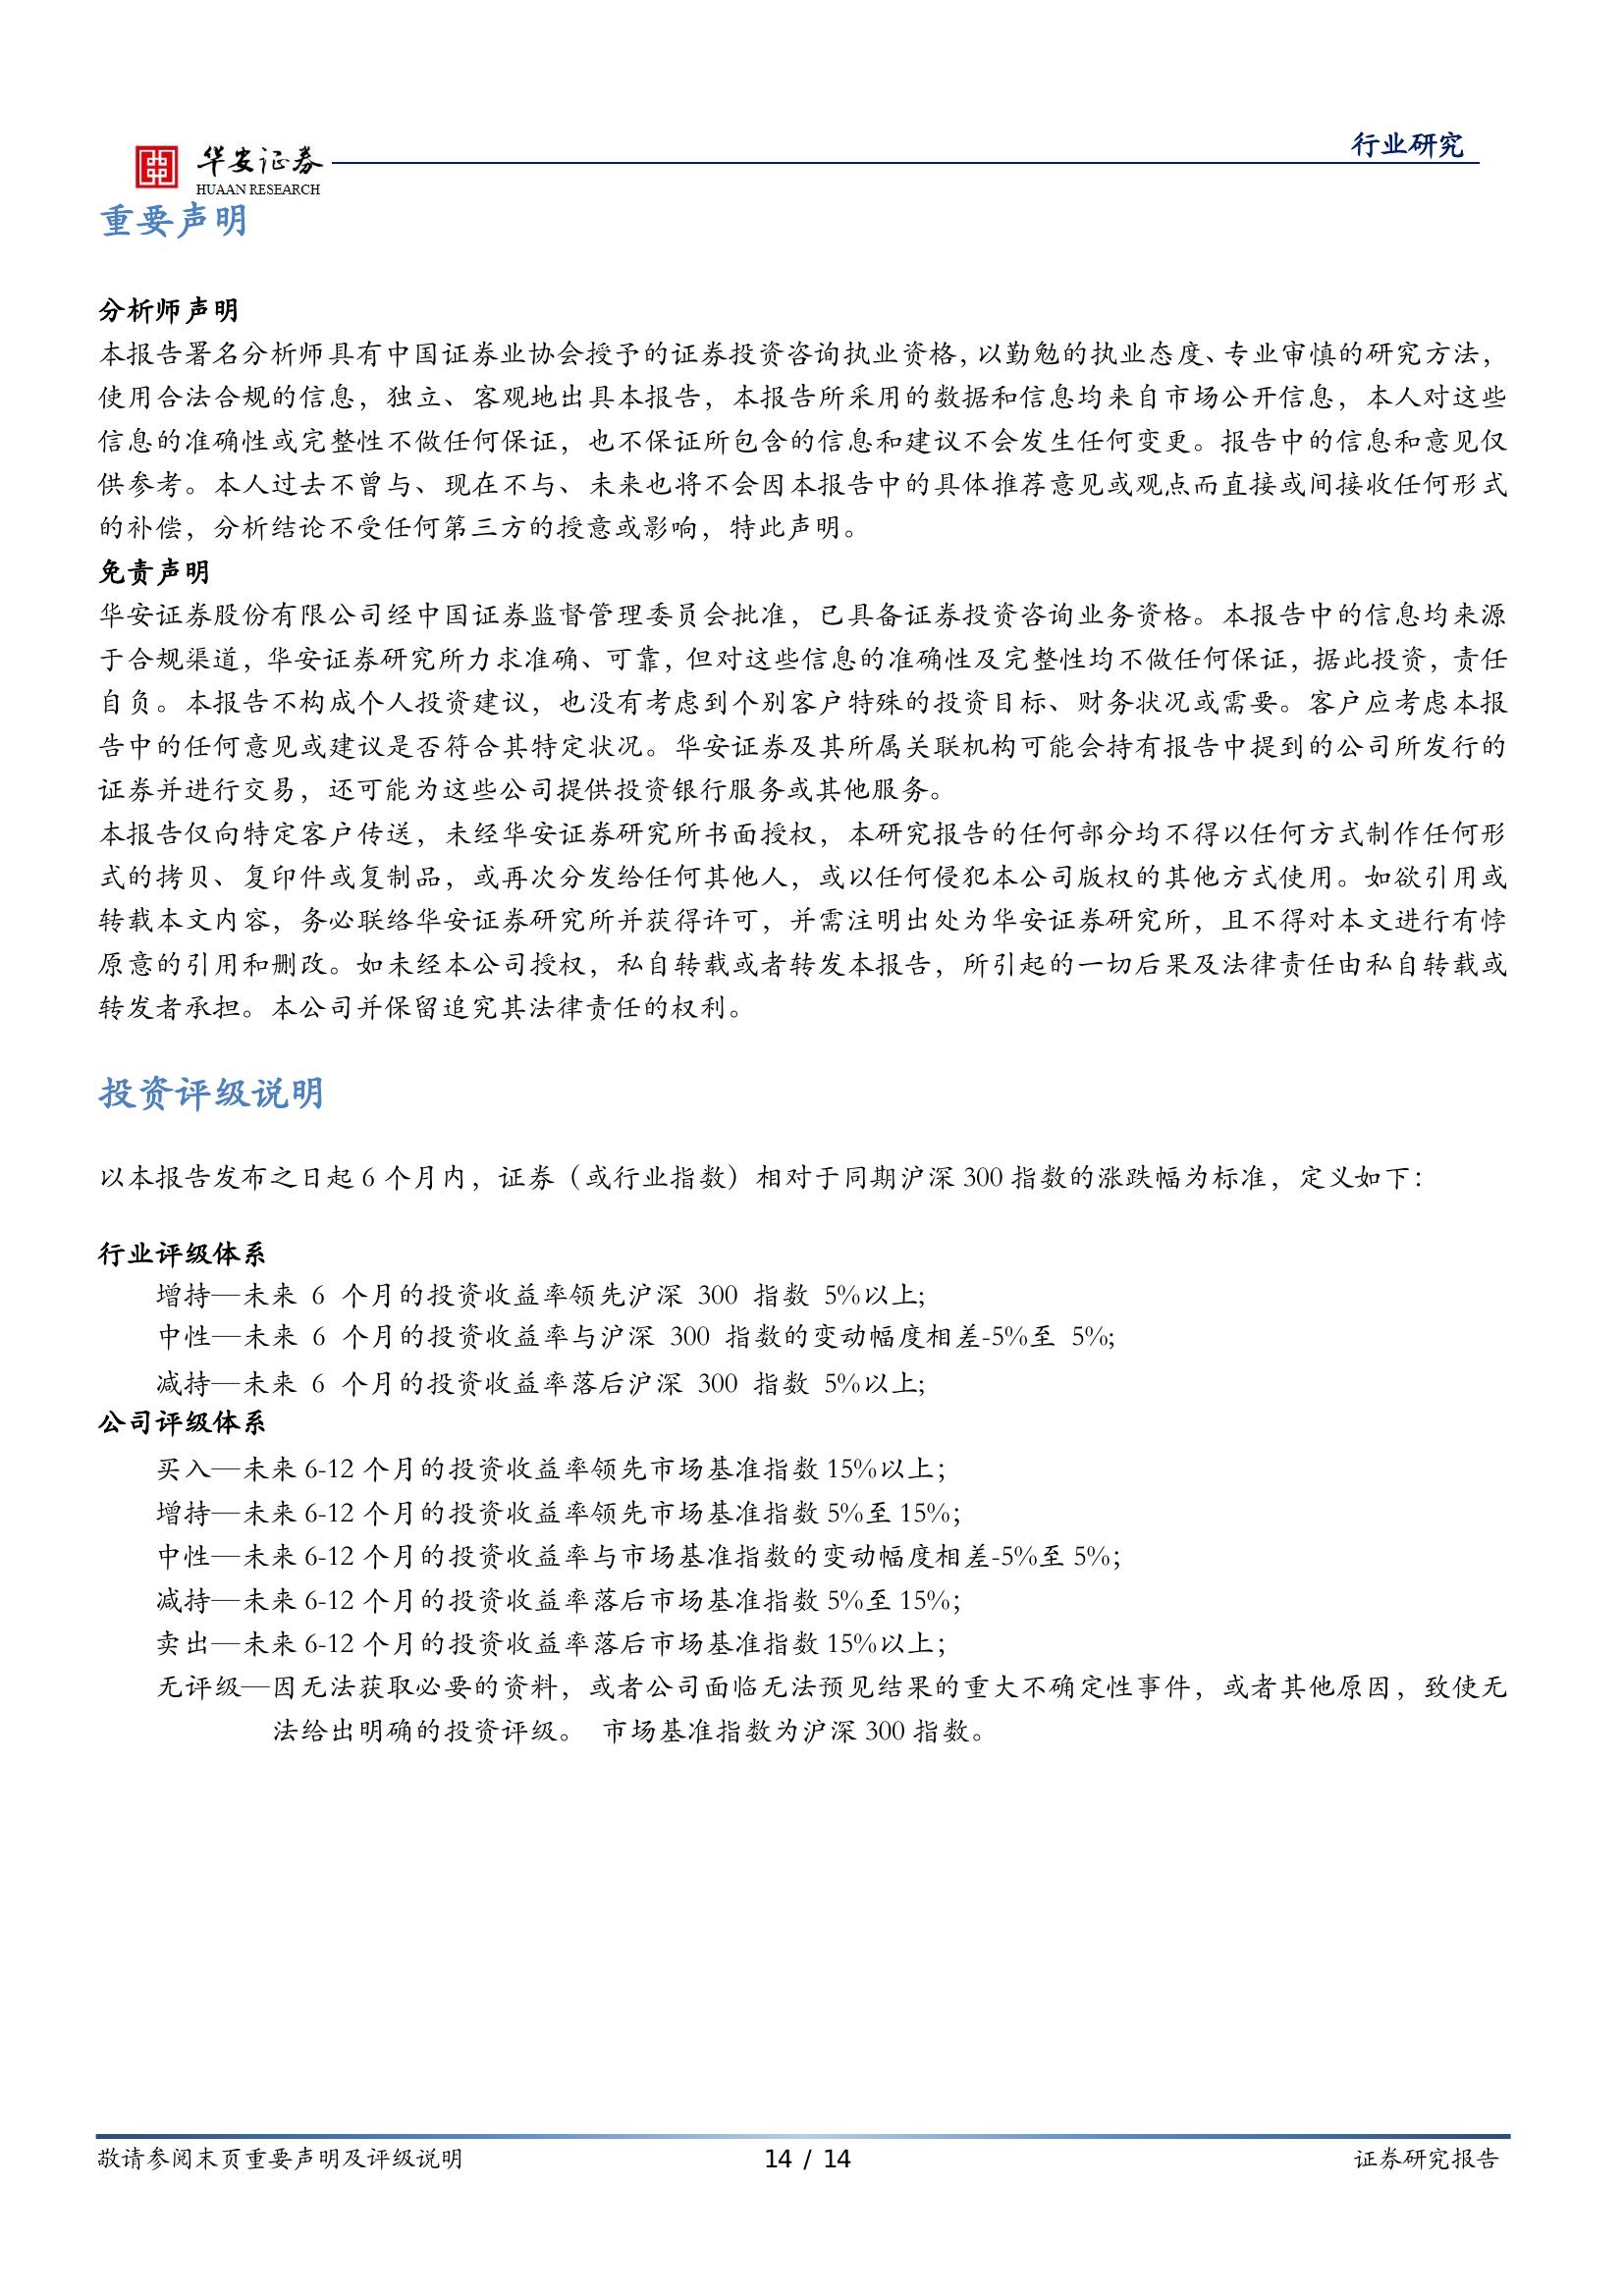 行业研究
华安证券
HUAAN RESEARCH
重要声明
分析师声明
本报告署名分析师具有中国证券业协会授予的证券投资咨询执业资格，以勤勉的执业态度、专业审慎的研究方法，
使用合法合规的信息，独立、客观地出具本报告，本报告所采用的数据和信息均来自市场公开信息，本人对这些
信息的准确性或完整性不做任何保证，也不保证所包含的信息和建议不会发生任何变更。报告中的信息和意见仅
供参考。本人过去不曾与、现在不与、未来也将不会因本报告中的具体推荐意见或观点而直接或间接收任何形式
的补偿，分析结论不受任何第三方的授意或影响，特此声明。
免责声明
华安证券股份有限公司经中国证券监督管理委员会批准，已具备证券投资咨询业务资格。本报告中的信息均来源
于合规渠道，华安证券研究所力求准确、可靠，但对这些信息的准确性及完整性均不做任何保证，据此投资，责任
自负。本报告不构成个人投资建议，也没有考虑到个别客户特殊的投资目标、财务状况或需要。客户应考虑本报
告中的任何意见或建议是否符合其特定状况。华安证券及其所属关联机构可能会持有报告中提到的公司所发行的
证券并进行交易，还可能为这些公司提供投资银行服务或其他服务。
本报告仅向特定客户传送，未经华安证券研究所书面授权，本研究报告的任何部分均不得以任何方式制作任何形
式的拷贝、复印件或复制品，或再次分发给任何其他人，或以任何侵犯本公司版权的其他方式使用。如欲引用或
转载本文内容，务必联络华安证券研究所并获得许可，并需注明出处为华安证券研究所，且不得对本文进行有悖
原意的引用和删改。如未经本公司授权，私自转载或者转发本报告，所引起的一切后果及法律责任由私自转载或
转发者承担。本公司并保留追究其法律责任的权利。
投资评级说明
以本报告发布之日起 6 个月内，证券（或行业指数）相对于同期沪深 300 指数的涨跌幅为标准，定义如下：
行业评级体系
增持—未来 6 个月的投资收益率领先沪深 300 指数 5%以上;
中性—未来 6 个月的投资收益率与沪深 300 指数的变动幅度相差-5%至 5%;
减持—未来 6 个月的投资收益率落后沪深 300 指数 5%以上;
公司评级体系
买入—未来 6-12 个月的投资收益率领先市场基准指数 15%以上；
增持—未来 6-12 个月的投资收益率领先市场基准指数 5%至 15%；
中性—未来 6-12 个月的投资收益率与市场基准指数的变动幅度相差-5%至 5%；
减持—未来 6-12 个月的投资收益率落后市场基准指数 5%至 15%；
卖出—未来 6-12 个月的投资收益率落后市场基准指数 15%以上；
无评级—因无法获取必要的资料，或者公司面临无法预见结果的重大不确定性事件，或者其他原因，致使无
法给出明确的投资评级。 市场基准指数为沪深 300 指数。
敬请参阅末页重要声明及评级说明
14 / 14
证券研究报告